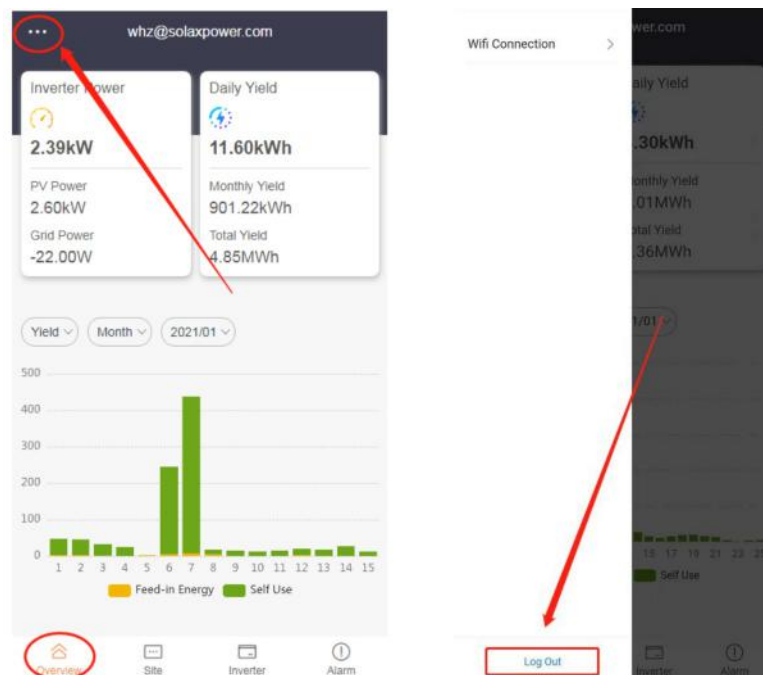 ... whz@solaxpower.com
Inverter Power
2.39kW
PV Power
2.60kW
Grid Power
-22.00W
Daily Yield
11.60kWh
Monthly Yield
901.22kWh
Total Yield
4.85MWh
Yield Month 2021/01
500
400
300
200
100
0
1 2 3 4 5 6 7 8 9 10 11 12 13 14 15
Feed-in Energy Self Use
Overview Site Inverter Alarm
Wifi Connection
wer.com
aily Yield
.30kWh
onthly Yield
.01MWh
otal Yield
.36MWh
1/01
15 17 19 21 23
Self Use
Log Out
Inverter Alarm